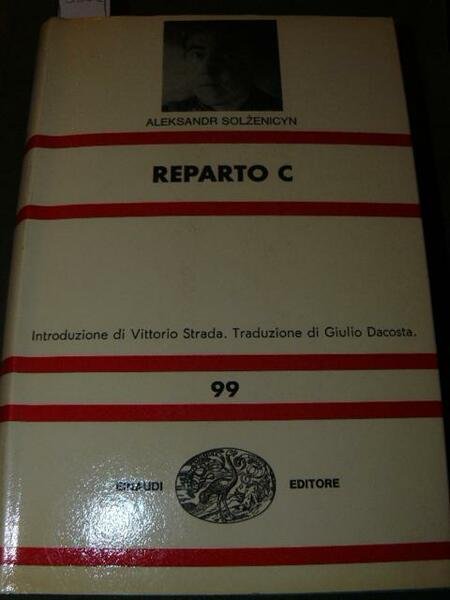 ALEKSANDR SOLŽENICYN
REPARTO C
Introduzione di Vittorio Strada. Traduzione di Giulio Dacosta.
99
EINAUDI EDITORE